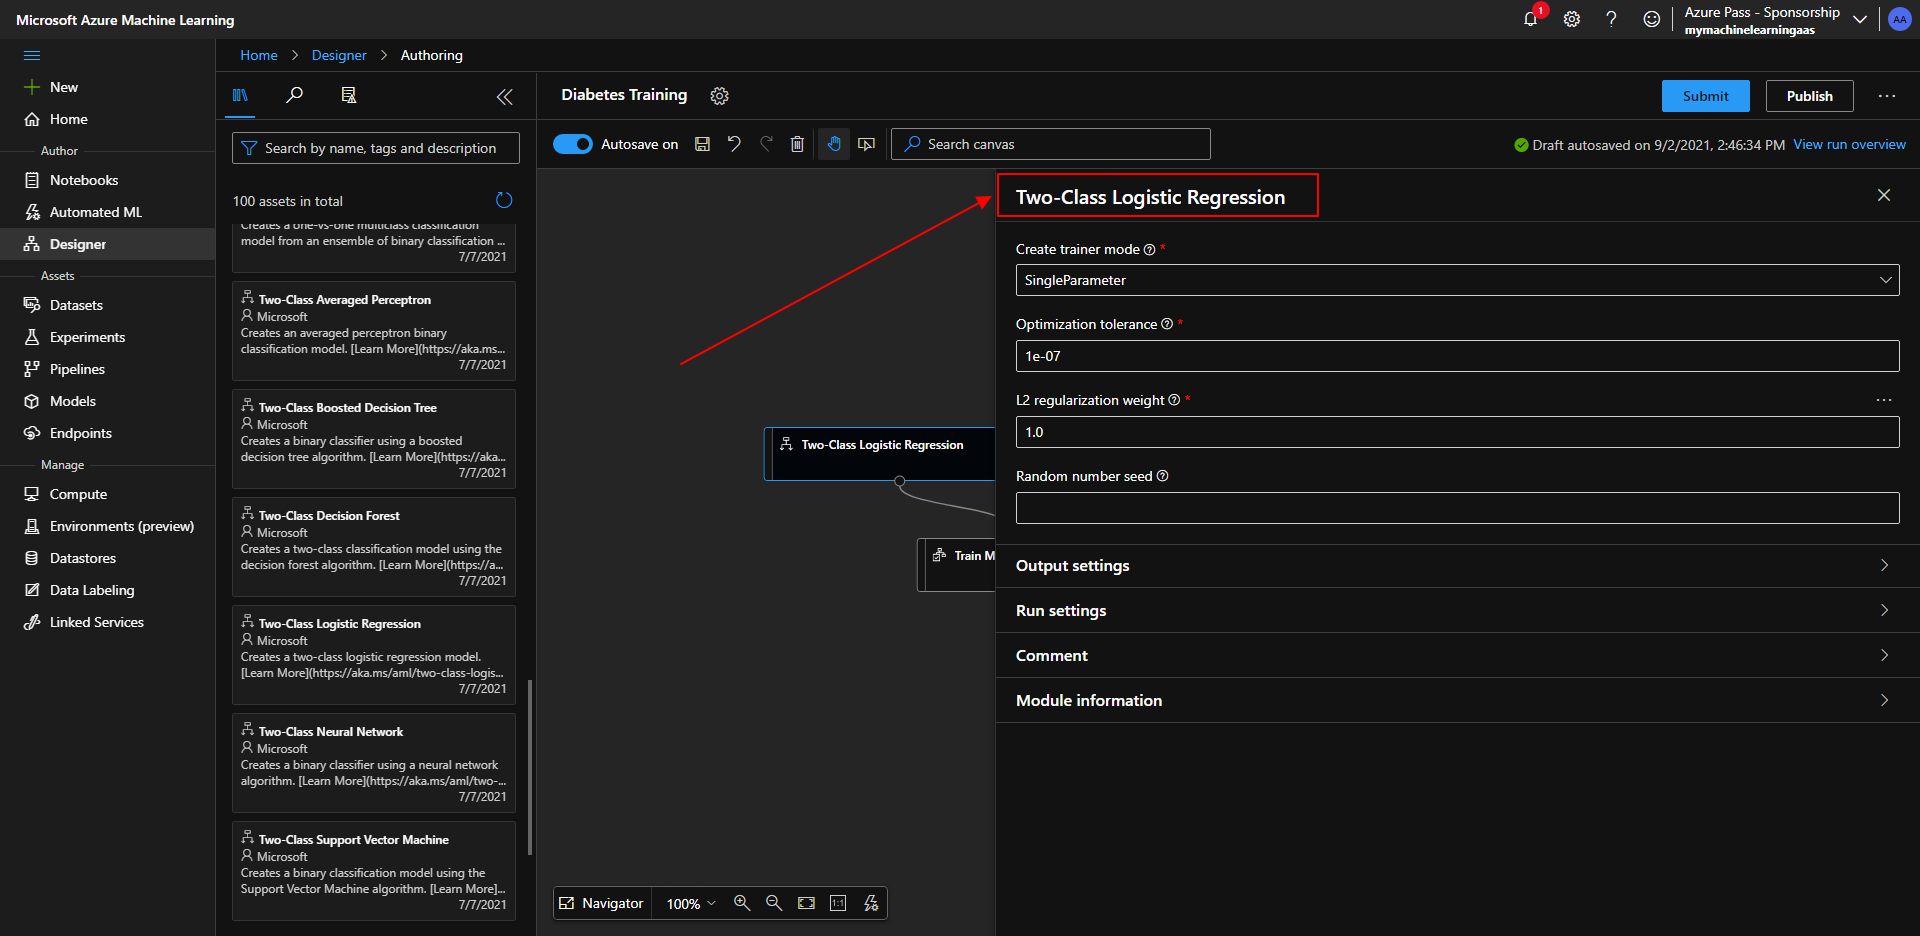 Microsoft Azure Machine Learning
1
Azure Pass - Sponsorship
mymachinelearningaas
AA
New
Home
Author
Notebooks
Automated ML
Designer
Assets
Datasets
Experiments
Pipelines
Models
Endpoints
Manage
Compute
Environments (preview)
Datastores
Data Labeling
Linked Services
Home > Designer > Authoring
Search by name, tags and description
100 assets in total
Creates a one-vs-one multiclass classification
model from an ensemble of binary classification ...
7/7/2021
Two-Class Averaged Perceptron
Microsoft
Creates an averaged perceptron binary
classification model. [Learn More](https://aka.ms...
7/7/2021
Two-Class Boosted Decision Tree
Microsoft
Creates a binary classifier using a boosted
decision tree algorithm. [Learn More](https://aka...
7/7/2021
Two-Class Decision Forest
Microsoft
Creates a two-class classification model using the
decision forest algorithm. [Learn More](https://a...
7/7/2021
Two-Class Logistic Regression
Microsoft
Creates a two-class logistic regression model.
[Learn More](https://aka.ms/aml/two-class-logis...
7/7/2021
Two-Class Neural Network
Microsoft
Creates a binary classifier using a neural network
algorithm. [Learn More](https://aka.ms/aml/two-...
7/7/2021
Two-Class Support Vector Machine
Microsoft
Creates a binary classification model using the
Support Vector Machine algorithm. [Learn More]...
7/7/2021
Diabetes Training
Submit
Publish
Autosave on
Search canvas
Draft autosaved on 9/2/2021, 2:46:34 PM
View run overview
Two-Class Logistic Regression
Train M
Navigator
100%
1:1
Two-Class Logistic Regression
Create trainer mode *
SingleParameter
Optimization tolerance *
1e-07
L2 regularization weight *
1.0
Random number seed
Output settings
Run settings
Comment
Module information